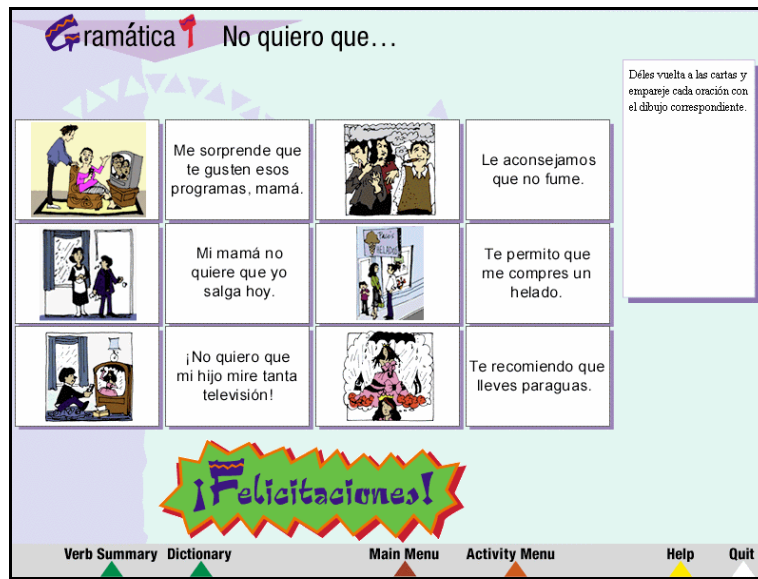 Gramática 1 No quiero que...
Déles vuelta a las cartas y
empareje cada oración con
el dibujo correspondiente.
Me sorprende que
te gusten esos
programas, mamá.
Le aconsejamos
que no fume.
Mi mamá no
quiere que yo
salga hoy.
HELADOS
Te permito que
me compres un
helado.
¡No quiero que
mi hijo mire tanta
televisión!
Te recomiendo que
lleves paraguas.
¡Felicitaciones!
Verb Summary Dictionary Main Menu Activity Menu Help Quit